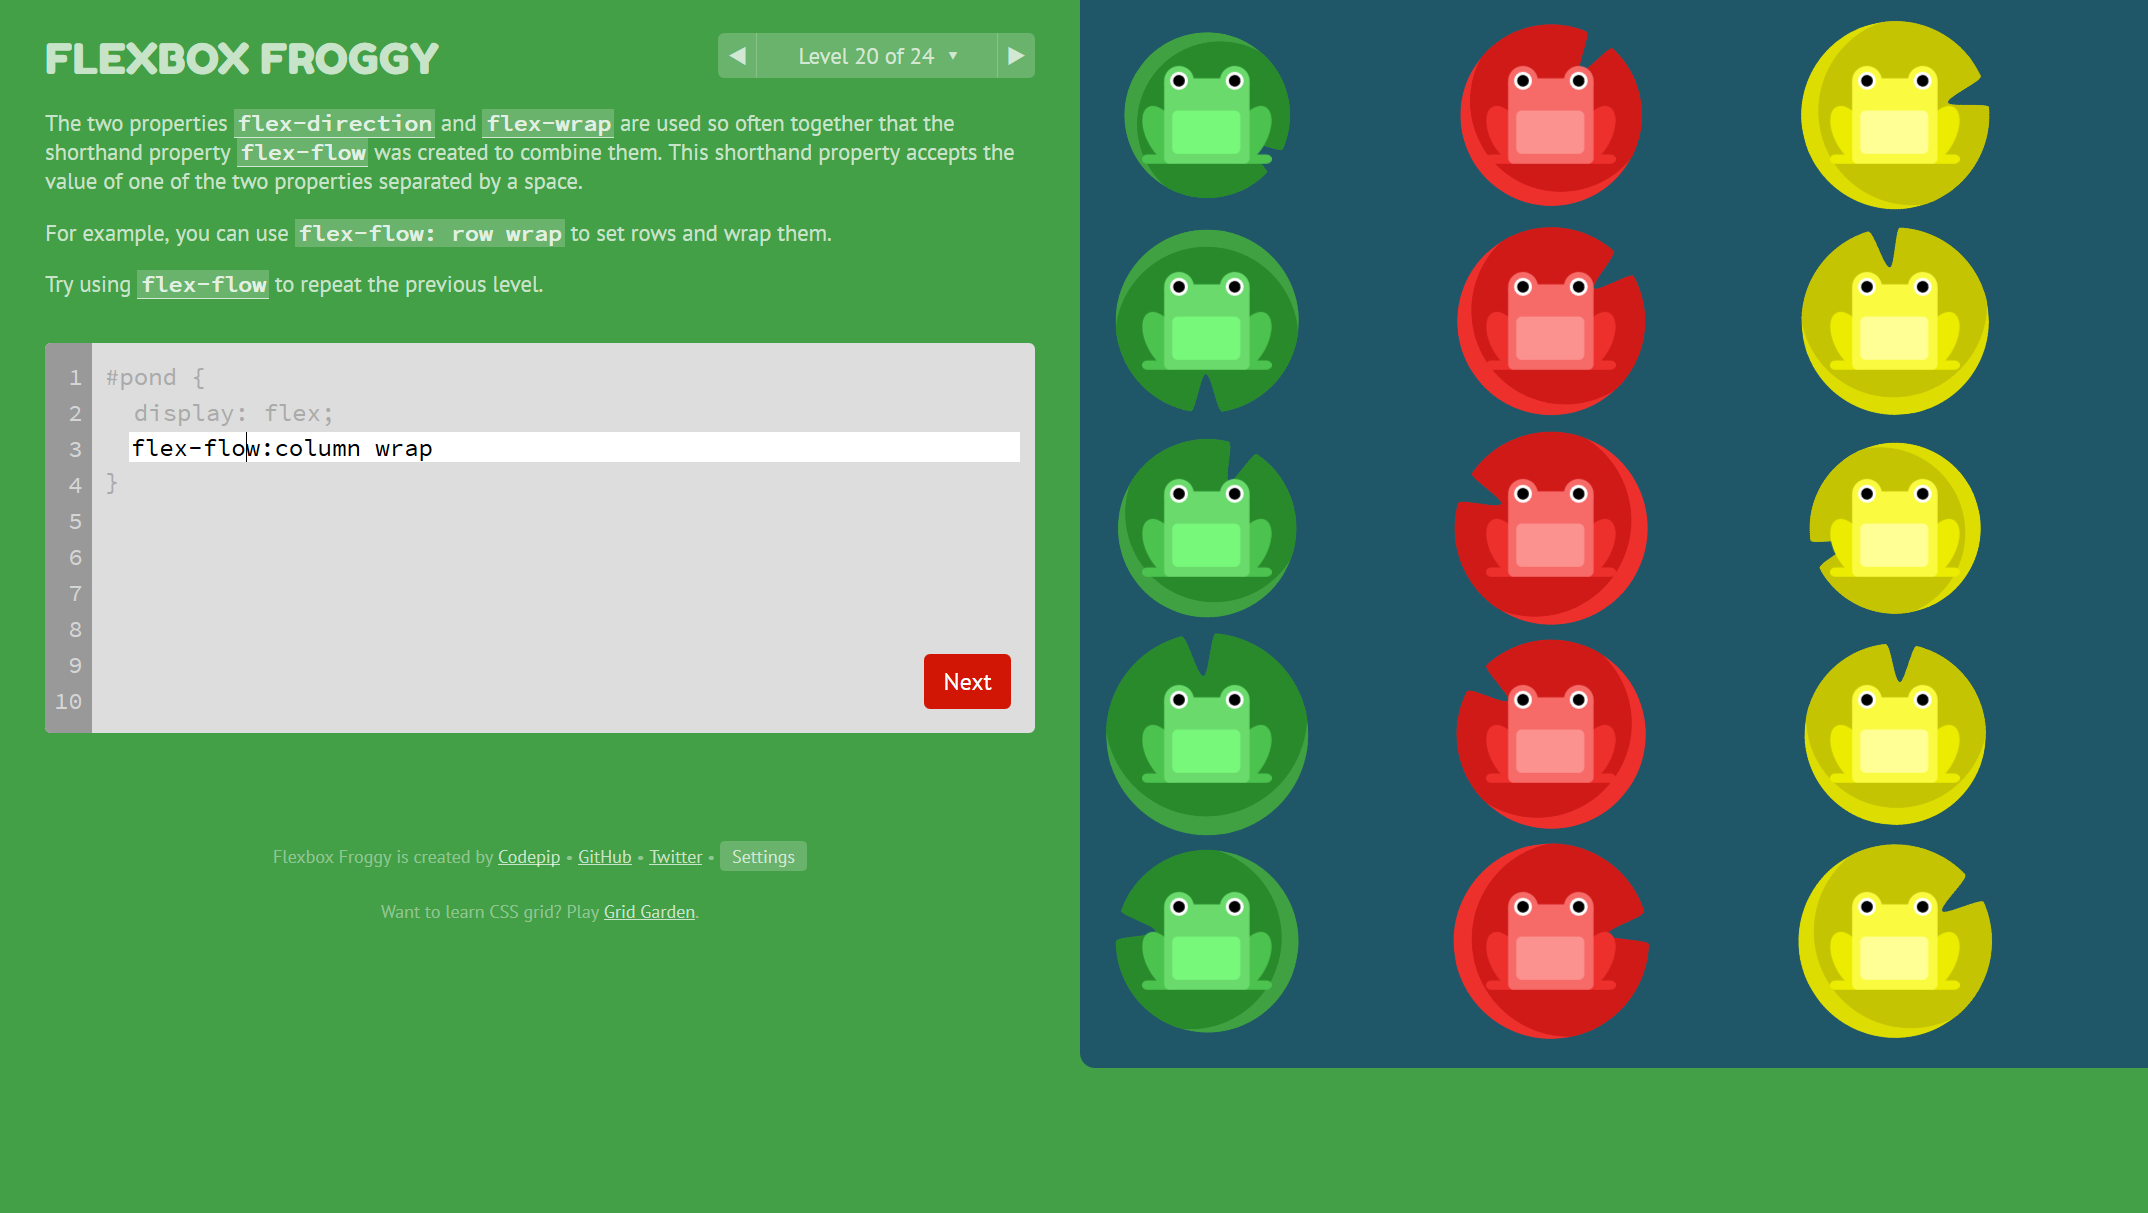 FLEXBOX FROGGY
◀ Level 20 of 24 ▼ ▶
The two properties flex-direction and flex-wrap are used so often together that the
shorthand property flex-flow was created to combine them. This shorthand property accepts the
value of one of the two properties separated by a space.
For example, you can use flex-flow: row wrap to set rows and wrap them.
Try using flex-flow to repeat the previous level.
1 #pond {
2 display: flex;
3 flex-flow:column wrap
4 }
5
6
7
8
9
10
Next
Flexbox Froggy is created by Codepip • GitHub • Twitter • Settings
Want to learn CSS grid? Play Grid Garden.